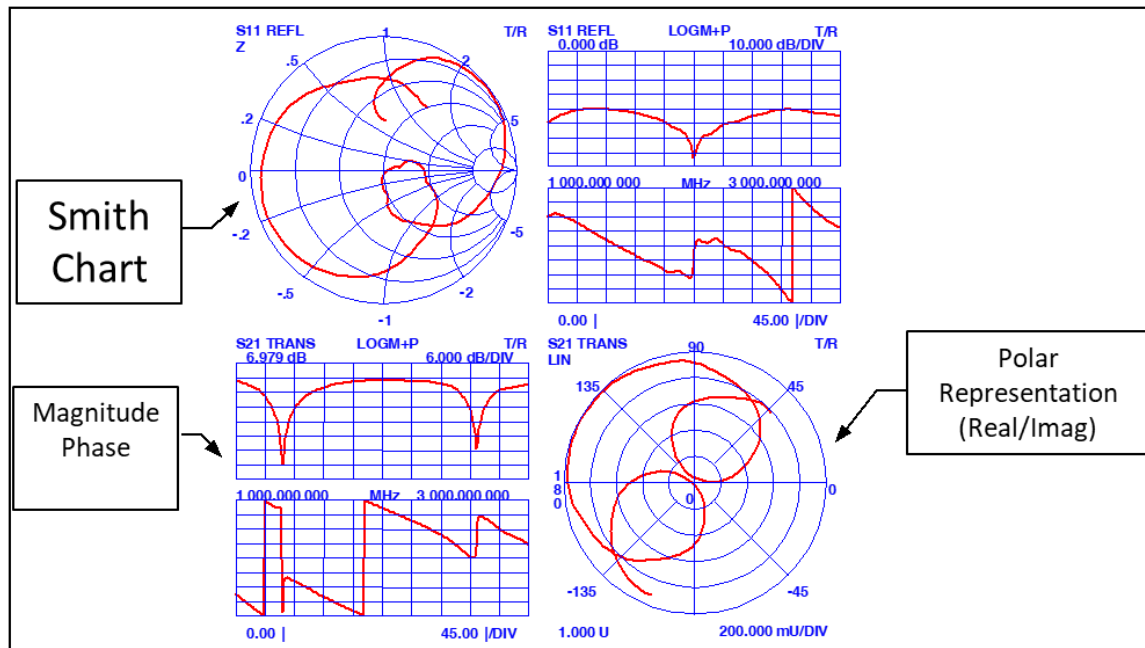 S11 REFL
Z
T/R
1
.5
2
.2
.5
0
-.2
-5
-.5
-2
-1
S11 REFL LOGM+P T/R
0.000 dB 10.000 dB/DIV
1 000.000 000 MHz 3 000.000 000
0.00 | 45.00 |/DIV
Smith
Chart
S21 TRANS LOGM+P T/R
6.979 dB 6.000 dB/DIV
1 000.000 000 MHz 3 000.000 000
0.00 | 45.00 |/DIV
Magnitude
Phase
S21 TRANS T/R
LIN
90
135
45
1
8
0
0
0
-135
-45
1.000 U 200.000 mU/DIV
Polar
Representation
(Real/Imag)